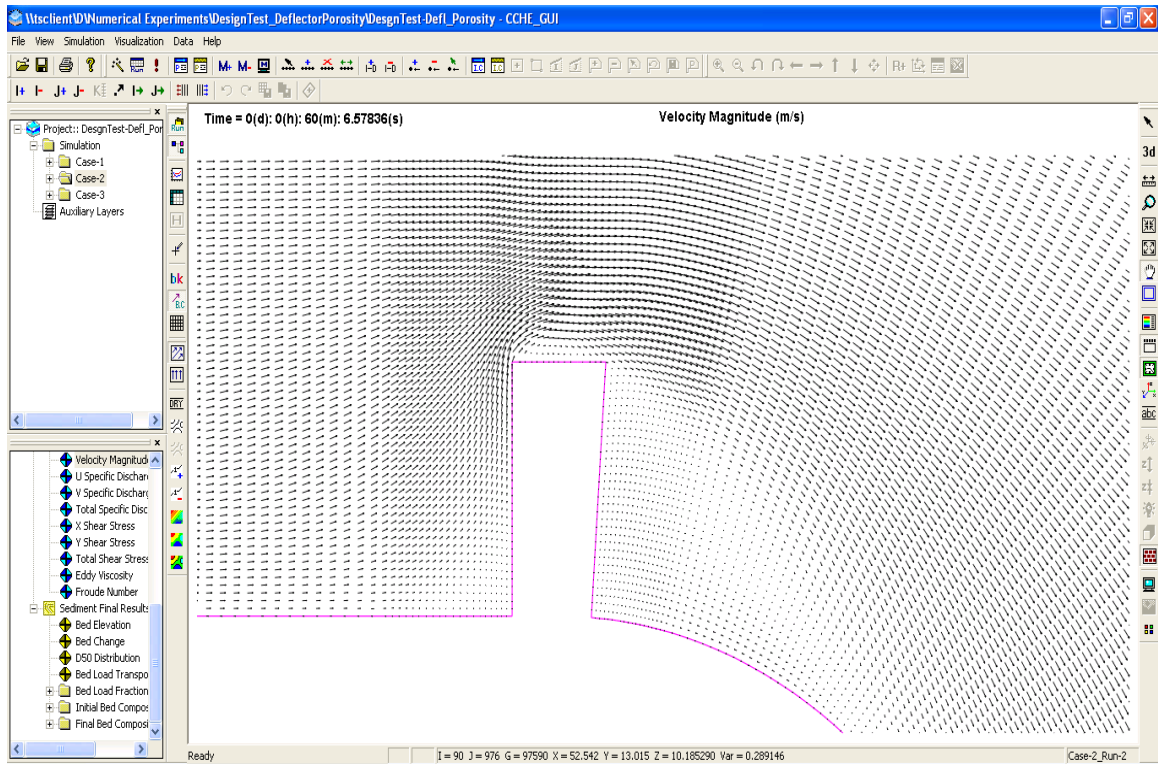 \\tsclient\D\Numerical Experiments\DesignTest_DeflectorPorosity\DesgnTest-Defl_Porosity - CCHE_GUI
File View Simulation Visualization Data Help
M+ M- M I.C I.C R+
I+ I- J+ J- I+ J+
Project:: DesgnTest-Defl_Por
Simulation
Case-1
Case-2
Case-3
Auxiliary Layers
Velocity Magnitud
U Specific Dischar
V Specific Discharg
Total Specific Disc
X Shear Stress
Y Shear Stress
Total Shear Stress
Eddy Viscosity
Froude Number
Sediment Final Results
Bed Elevation
Bed Change
D50 Distribution
Bed Load Transpo
Bed Load Fraction
Initial Bed Compos
Final Bed Composi
Run
H
bk
B.C
DRY
Time = 0(d): 0(h): 60(m): 6.57836(s)
Velocity Magnitude (m/s)
3d
abc
Ready
I = 90 J = 976 G = 97590 X = 52.542 Y = 13.015 Z = 10.185290 Var = 0.289146
Case-2_Run-2